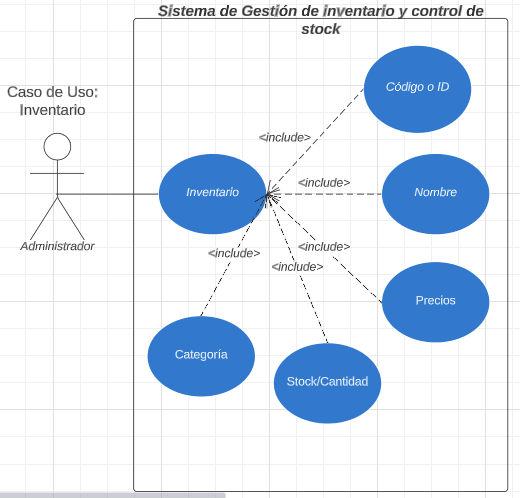 Sistema de Gestión de inventario y control de
stock
Caso de Uso:
Inventario
Código o ID
<include>
Inventario
<include>
Nombre
Administrador
<include>
<include>
<include>
Precios
Categoría
Stock/Cantidad